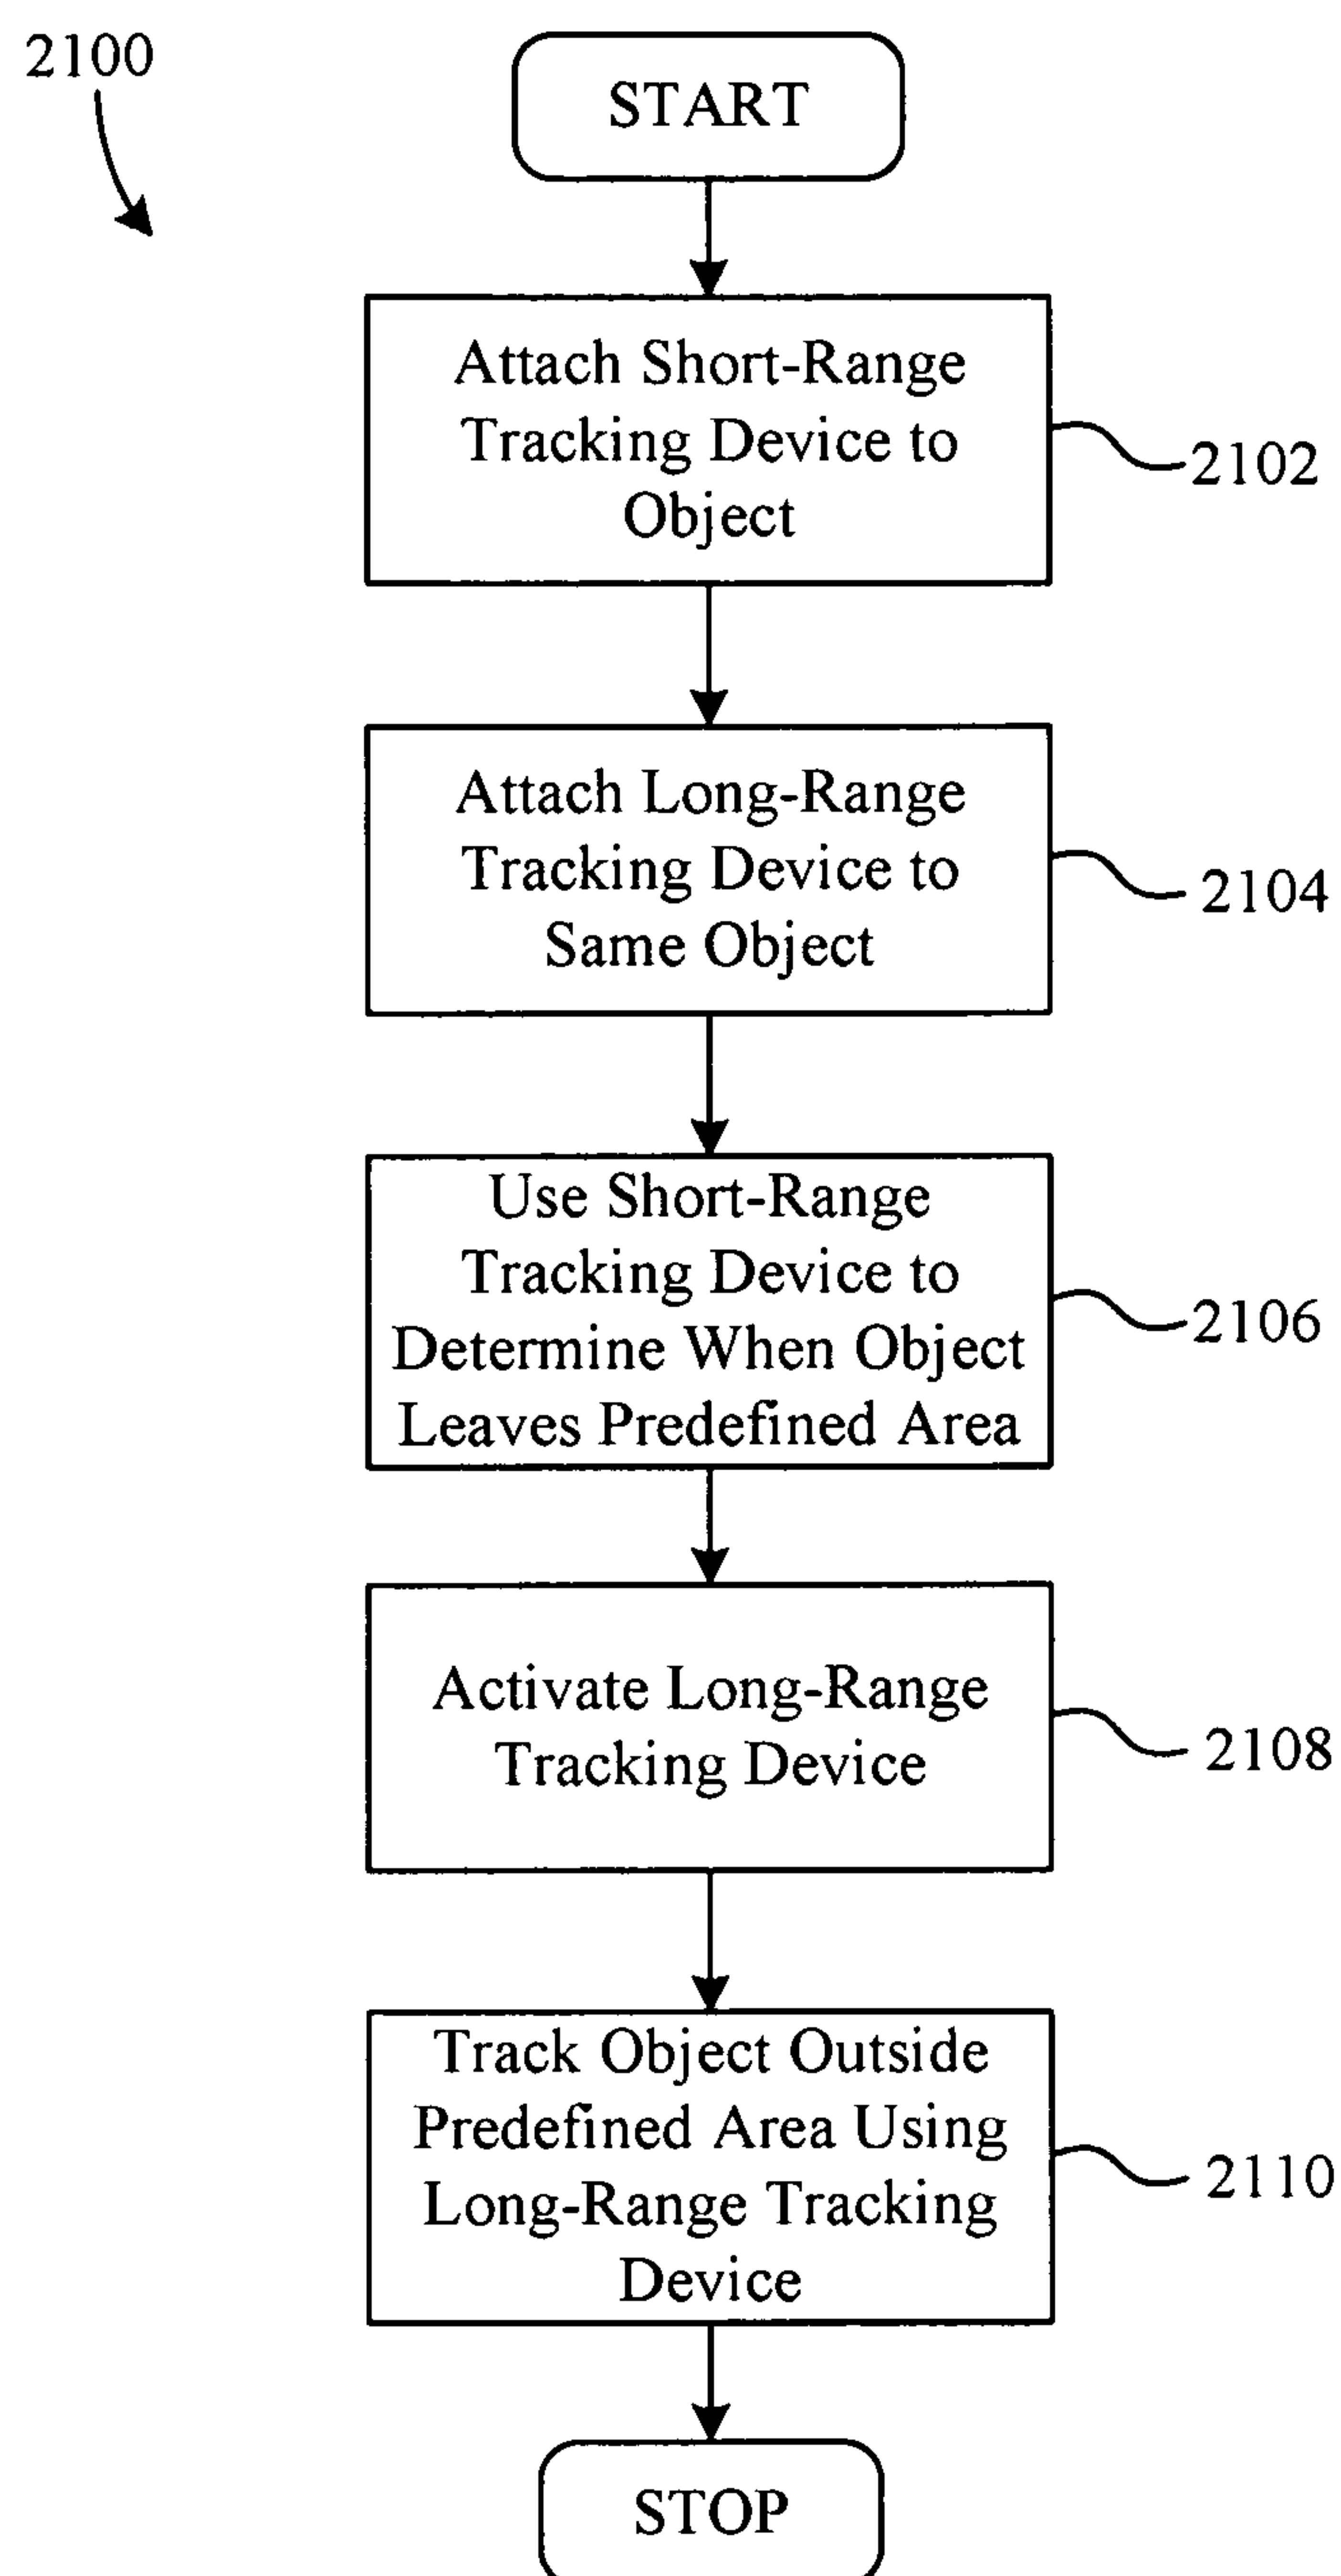 2100
START
Attach Short-Range
Tracking Device to
Object
2102
Attach Long-Range
Tracking Device to
Same Object
2104
Use Short-Range
Tracking Device to
Determine When Object
Leaves Predefined Area
2106
Activate Long-Range
Tracking Device
2108
Track Object Outside
Predefined Area Using
Long-Range Tracking
Device
2110
STOP